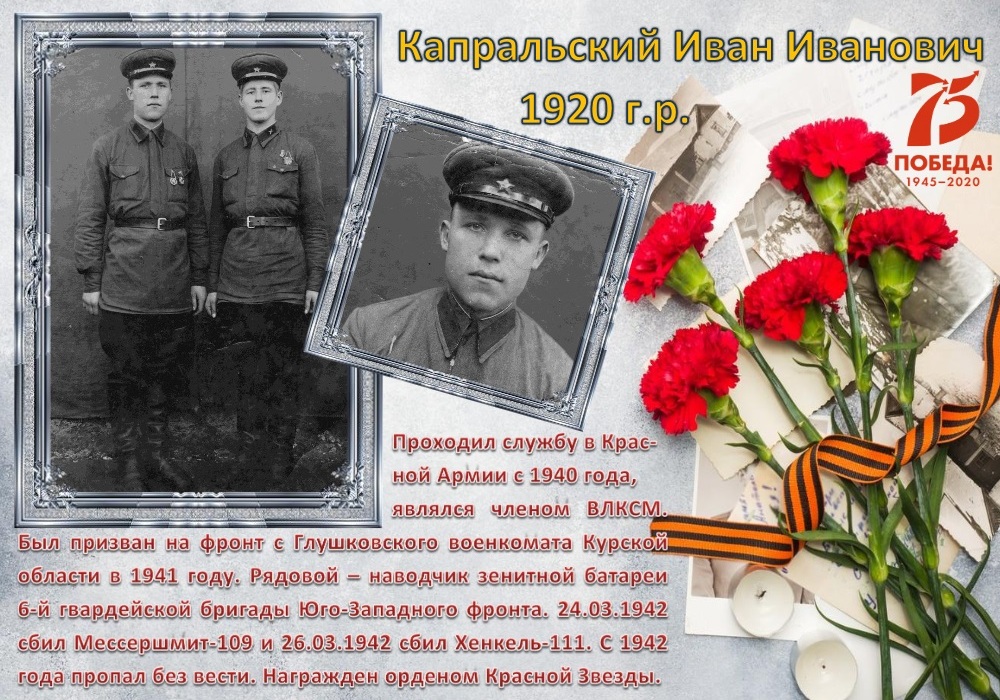 Капральский Иван Иванович
1920 г.р.
75
ПОБЕДА!
1945–2020
Проходил службу в Крас-
ной Армии с 1940 года,
являлся членом ВЛКСМ.
Был призван на фронт с Глушковского военкомата Курской
области в 1941 году. Рядовой – наводчик зенитной батареи
6-й гвардейской бригады Юго-Западного фронта. 24.03.1942
сбил Мессершмит-109 и 26.03.1942 сбил Хенкель-111. С 1942
года пропал без вести. Награжден орденом Красной Звезды.